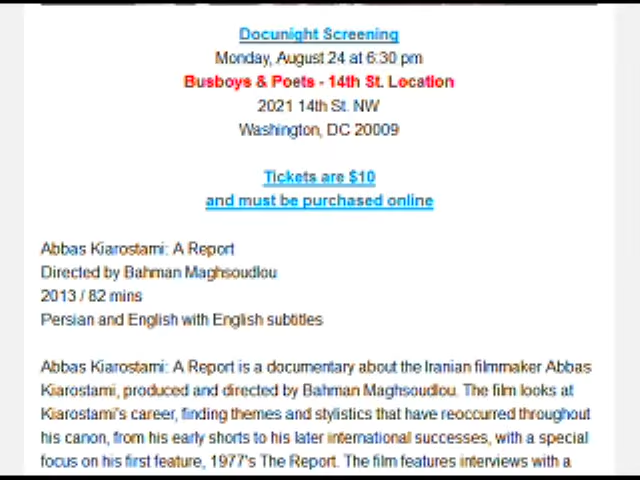 Docunight Screening
Monday, August 24 at 6:30 pm
Busboys & Poets - 14th St. Location
2021 14th St. NW
Washington, DC 20009
Tickets are $10
and must be purchased online
Abbas Kiarostami: A Report
Directed by Bahman Maghsoudlou
2013 / 82 mins
Persian and English with English subtitles
Abbas Kiarostami: A Report is a documentary about the Iranian filmmaker Abbas
Kiarostami, produced and directed by Bahman Maghsoudlou. The film looks at
Kiarostami's career, finding themes and stylistics that have reoccurred throughout
his canon, from his early shorts to his later international successes, with a special
focus on his first feature, 1977's The Report. The film features interviews with a